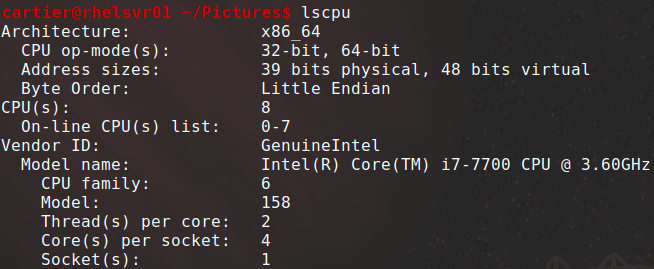 cartier@rhelsvr01 ~/Pictures$ lscpu
Architecture: x86_64
CPU op-mode(s): 32-bit, 64-bit
Address sizes: 39 bits physical, 48 bits virtual
Byte Order: Little Endian
CPU(s): 8
On-line CPU(s) list: 0-7
Vendor ID: GenuineIntel
Model name: Intel(R) Core(TM) i7-7700 CPU @ 3.60GHz
CPU family: 6
Model: 158
Thread(s) per core: 2
Core(s) per socket: 4
Socket(s): 1